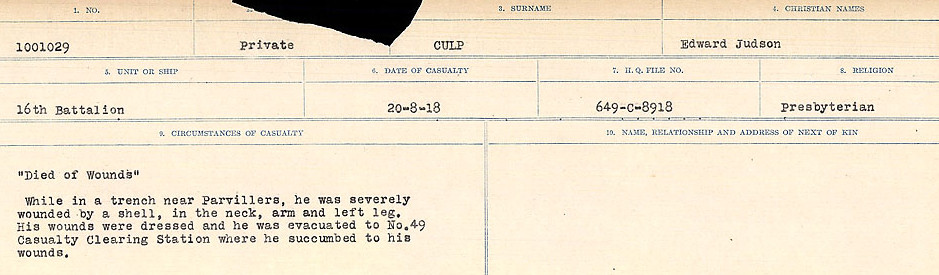 1. NO. 2. 3. SURNAME 4. CHRISTIAN NAMES
1001029 Private CULP Edward Judson
5. UNIT OR SHIP 6. DATE OF CASUALTY 7. H.Q. FILE NO. 8. RELIGION
16th Battalion 20-8-18 649-C-8918 Presbyterian
9. CIRCUMSTANCES OF CASUALTY 10. NAME, RELATIONSHIP AND ADDRESS OF NEXT OF KIN
"Died of Wounds"
While in a trench near Parvillers, he was severely
wounded by a shell, in the neck, arm and left leg.
His wounds were dressed and he was evacuated to No.49
Casualty Clearing Station where he succumbed to his
wounds.